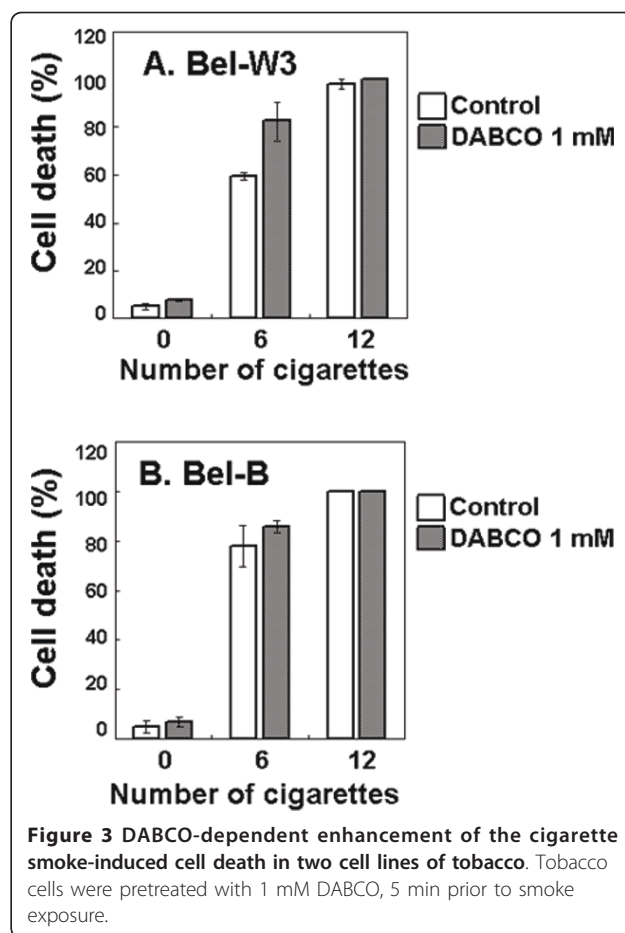 120
100
80
60
40
20
0
Cell death (%)
A. Bel-W3
Control
DABCO 1 mM
0 6 12
Number of cigarettes
120
100
80
60
40
20
0
Cell death (%)
B. Bel-B
Control
DABCO 1 mM
0 6 12
Number of cigarettes
Figure 3 DABCO-dependent enhancement of the cigarette
smoke-induced cell death in two cell lines of tobacco. Tobacco
cells were pretreated with 1 mM DABCO, 5 min prior to smoke
exposure.